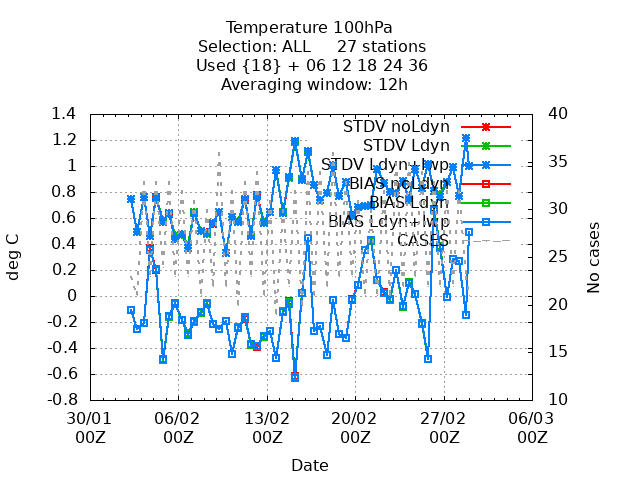 Temperature 100hPa
Selection: ALL 27 stations
Used {18} + 06 12 18 24 36
Averaging window: 12h
STDV noLdyn
STDV Ldyn
STDV Ldyn+lwp
BIAS noLdyn
BIAS Ldyn
BIAS Ldyn+lwp
CASES
deg C
1.4
1.2
1
0.8
0.6
0.4
0.2
0
-0.2
-0.4
-0.6
-0.8
No cases
40
35
30
25
20
15
10
30/01 06/02 13/02 20/02 27/02 06/03
00Z 00Z 00Z 00Z 00Z 00Z
Date